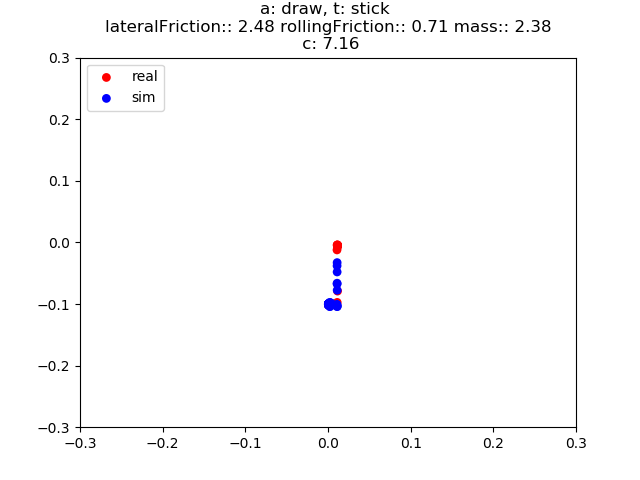 a: draw, t: stick
lateralFriction:: 2.48 rollingFriction:: 0.71 mass:: 2.38
c: 7.16
real
sim
0.3
0.2
0.1
0.0
−0.1
−0.2
−0.3
−0.3 −0.2 −0.1 0.0 0.1 0.2 0.3